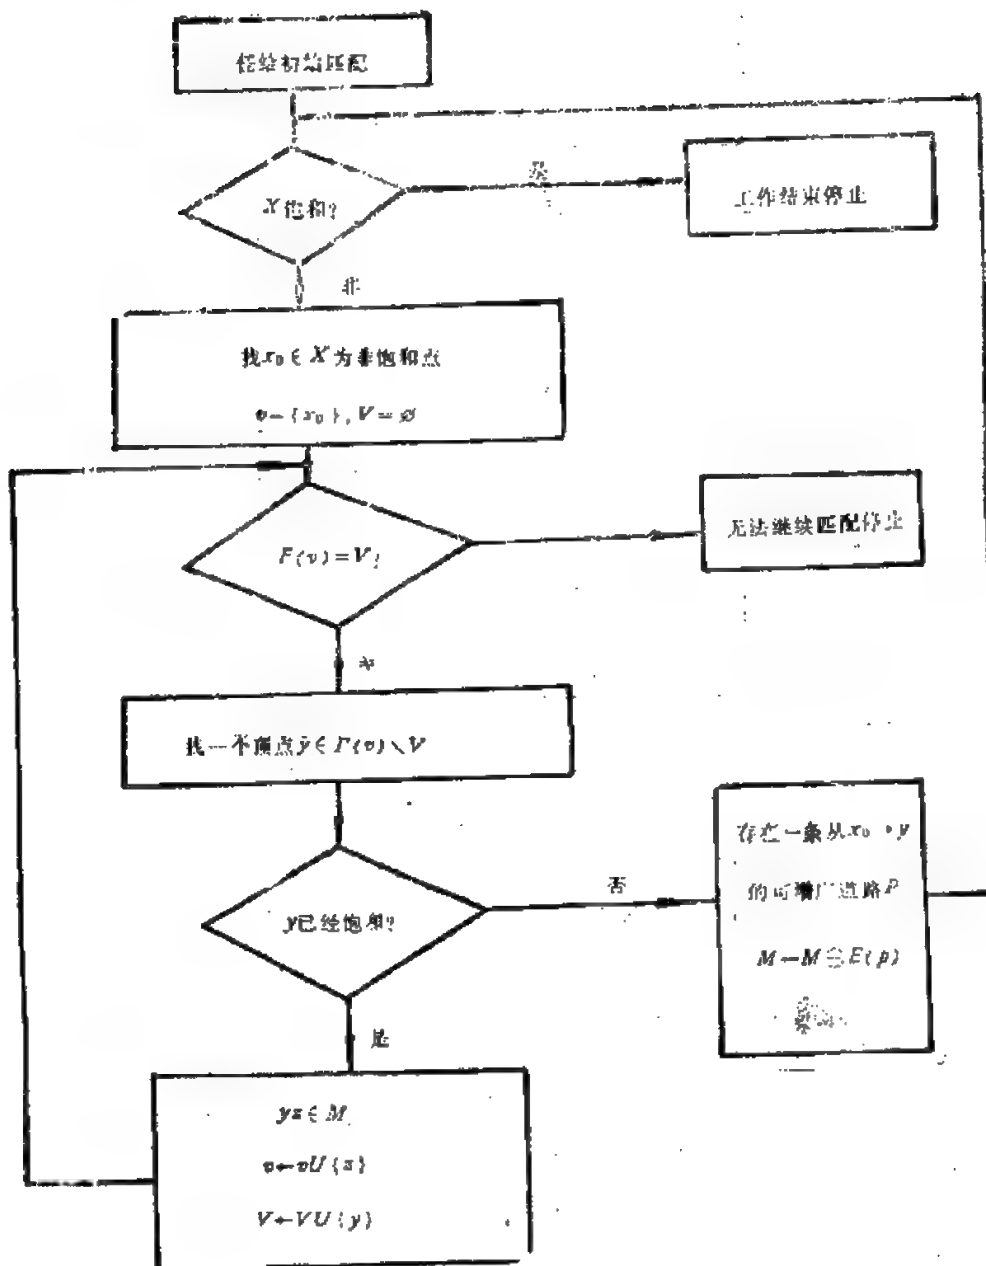 任给初始匹配
X饱和?
是
工作结束停止
非
找x₀∈X为非饱和点
v={x₀}, V=∅
Γ(v)=V?
无法继续匹配停止
找一个顶点y∈Γ(v)\V
y已经饱和?
否
存在一条从x₀→y
的可增广道路P
M←M⊕E(p)
是
yz∈M
v←vU{z}
V←VU{y}